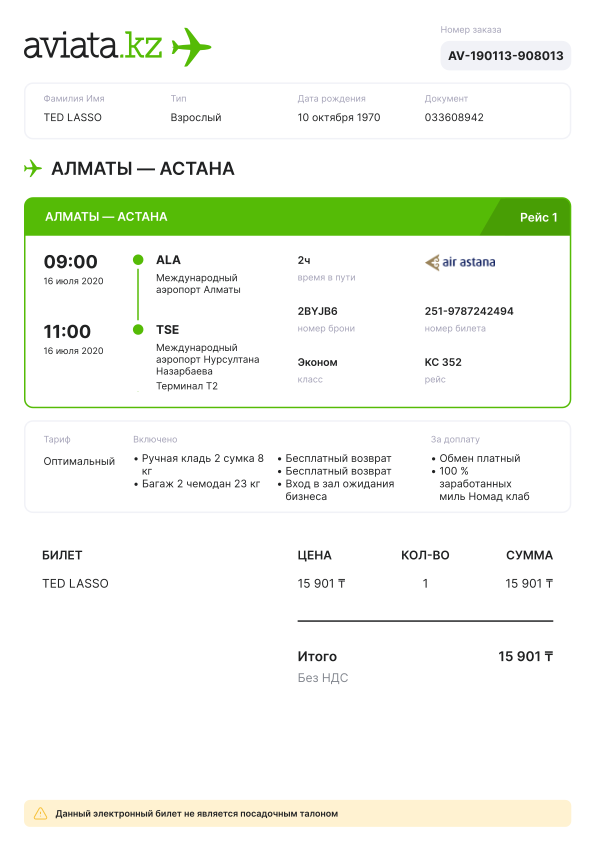 aviata.kz
Номер заказа
AV-190113-908013
Фамилия Имя
Тип
Дата рождения
Документ
TED LASSO
Взрослый
10 октября 1970
033608942
АЛМАТЫ — АСТАНА
АЛМАТЫ — АСТАНА
Рейс 1
09:00
16 июля 2020
ALA
Международный
аэропорт Алматы
2ч
время в пути
air astana
11:00
16 июля 2020
TSE
Международный
аэропорт Нурсултана
Назарбаева
Терминал Т2
2BYJB6
номер брони
251-9787242494
номер билета
Эконом
класс
KC 352
рейс
Тариф
Оптимальный
Включено
• Ручная кладь 2 сумка 8
кг
• Багаж 2 чемодан 23 кг
• Бесплатный возврат
• Бесплатный возврат
• Вход в зал ожидания
бизнеса
За доплату
• Обмен платный
• 100 %
заработанных
миль Номад клаб
БИЛЕТ
ЦЕНА
КОЛ-ВО
СУММА
TED LASSO
15 901 ₸
1
15 901 ₸
Итого
15 901 ₸
Без НДС
Данный электронный билет не является посадочным талоном